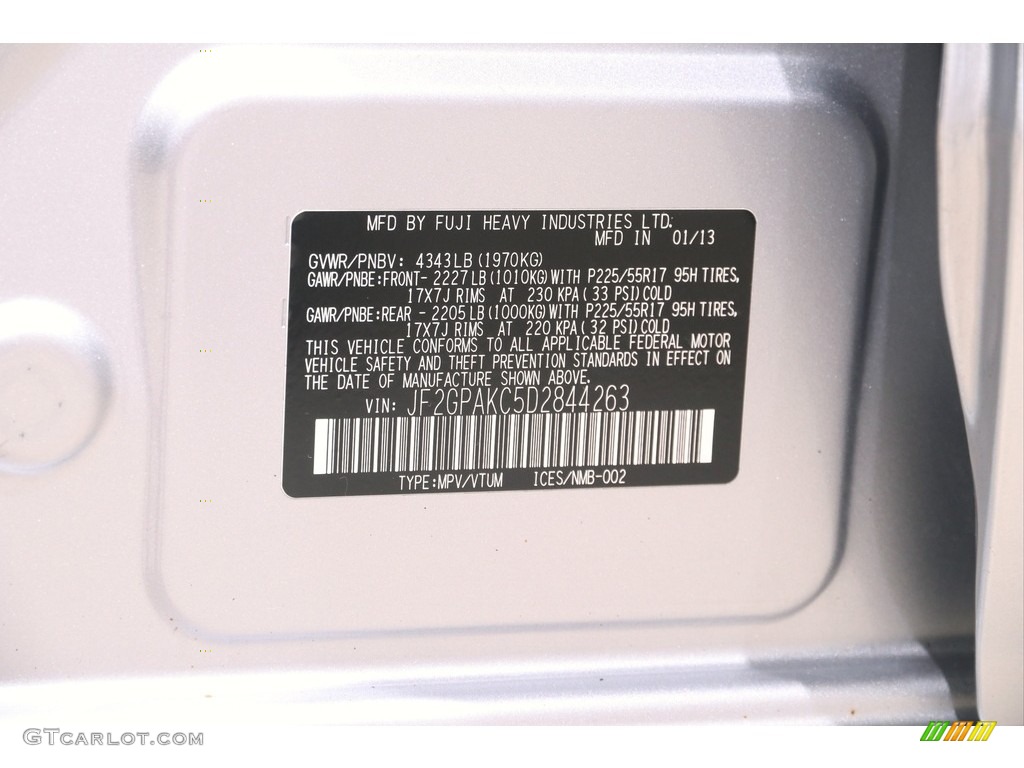 MFD BY FUJI HEAVY INDUSTRIES LTD.
MFD IN 01/13
GVWR/PNBV: 4343LB (1970KG)
GAWR/PNBE:FRONT- 2227LB(1010KG)WITH P225/55R17 95H TIRES,
17X7J RIMS AT 230 KPA(33 PSI)COLD
GAWR/PNBE:REAR - 2205LB(1000KG)WITH P225/55R17 95H TIRES,
17X7J RIMS AT 220 KPA(32 PSI)COLD
THIS VEHICLE CONFORMS TO ALL APPLICABLE FEDERAL MOTOR
VEHICLE SAFETY AND THEFT PREVENTION STANDARDS IN EFFECT ON
THE DATE OF MANUFACTURE SHOWN ABOVE.
VIN: JF2GPAKC5D2844263
TYPE:MPV/VTUM ICES/NMB-002
GTCARLOT.COM